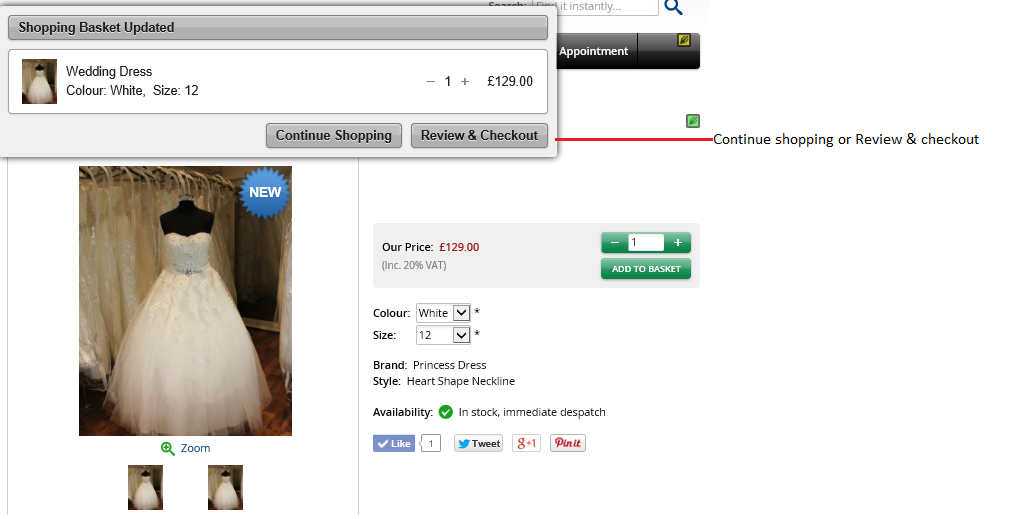 Search: Find it instantly...
Shopping Basket Updated
Appointment
Wedding Dress
Colour: White, Size: 12
− 1 + £129.00
Continue Shopping Review & Checkout
Continue shopping or Review & checkout
NEW
Our Price: £129.00
(Inc. 20% VAT)
− 1 +
ADD TO BASKET
Colour: White *
Size: 12 *
Brand: Princess Dress
Style: Heart Shape Neckline
Availability: In stock, immediate despatch
Like 1 Tweet g+1 Pin it
Zoom